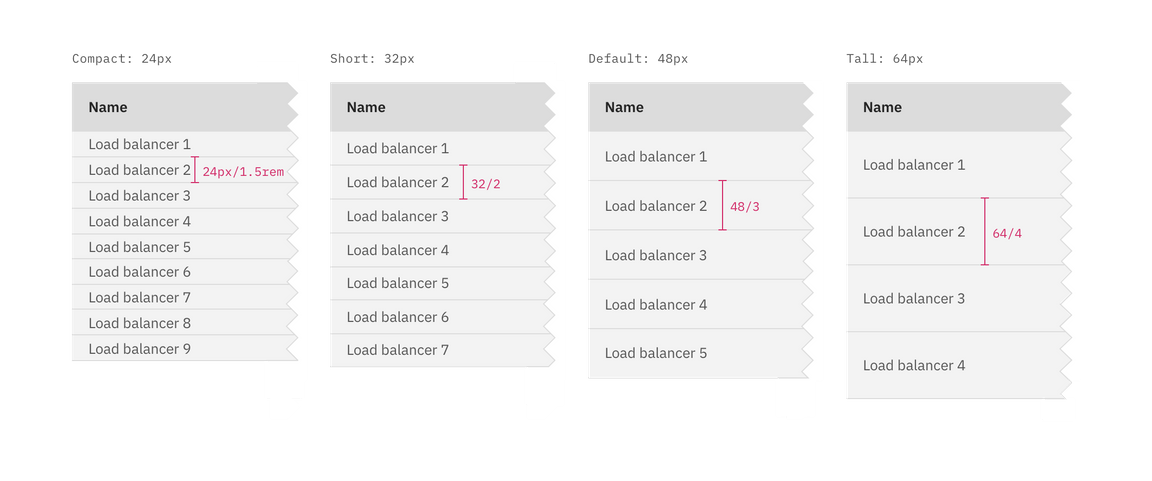 Compact: 24px
Name
Load balancer 1
Load balancer 2
24px/1.5rem
Load balancer 3
Load balancer 4
Load balancer 5
Load balancer 6
Load balancer 7
Load balancer 8
Load balancer 9
Short: 32px
Name
Load balancer 1
Load balancer 2
32/2
Load balancer 3
Load balancer 4
Load balancer 5
Load balancer 6
Load balancer 7
Default: 48px
Name
Load balancer 1
Load balancer 2
48/3
Load balancer 3
Load balancer 4
Load balancer 5
Tall: 64px
Name
Load balancer 1
Load balancer 2
64/4
Load balancer 3
Load balancer 4